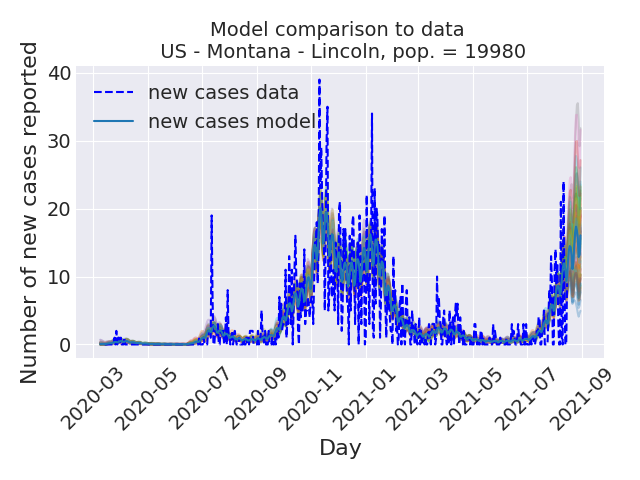 Model comparison to data
US - Montana - Lincoln, pop. = 19980
Number of new cases reported
40
30
20
10
0
new cases data
new cases model
2020-03
2020-05
2020-07
2020-09
2020-11
2021-01
2021-03
2021-05
2021-07
2021-09
Day